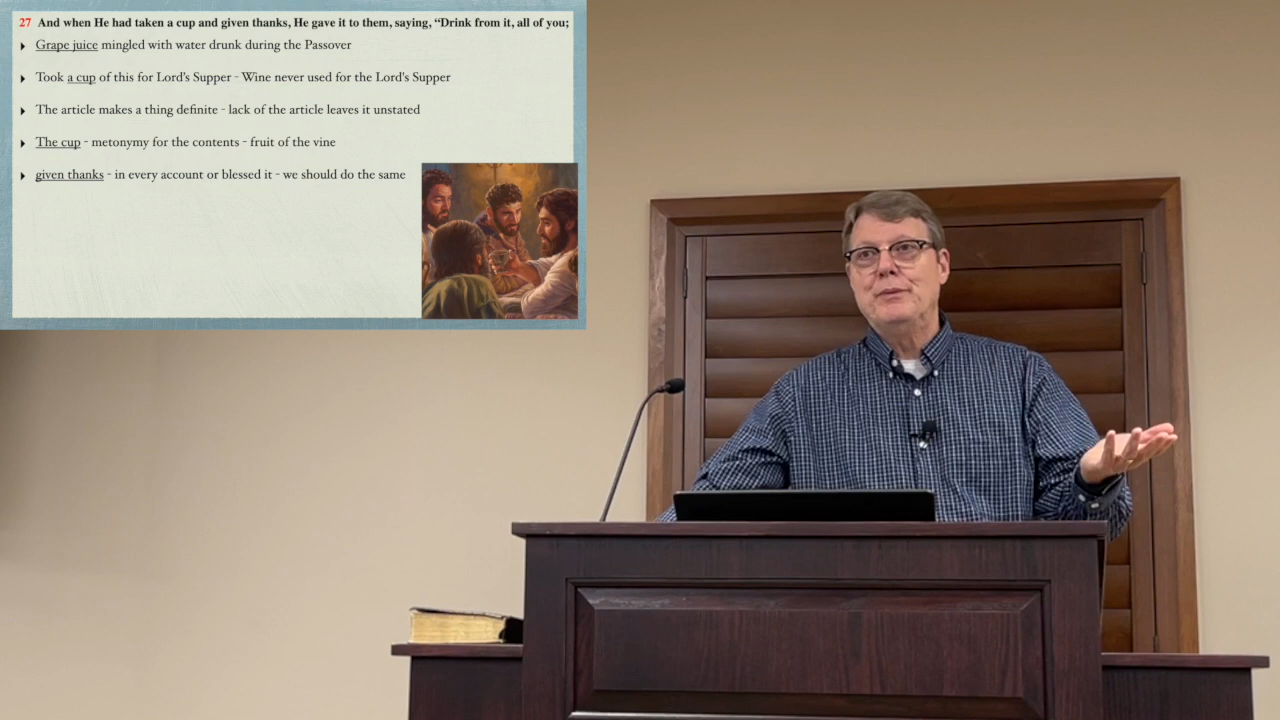 27 And when He had taken a cup and given thanks, He gave it to them, saying, “Drink from it, all of you;
Grape juice mingled with water drunk during the Passover
Took a cup of this for Lord's Supper - Wine never used for the Lord's Supper
The article makes a thing definite - lack of the article leaves it unstated
The cup - metonymy for the contents - fruit of the vine
given thanks - in every account or blessed it - we should do the same